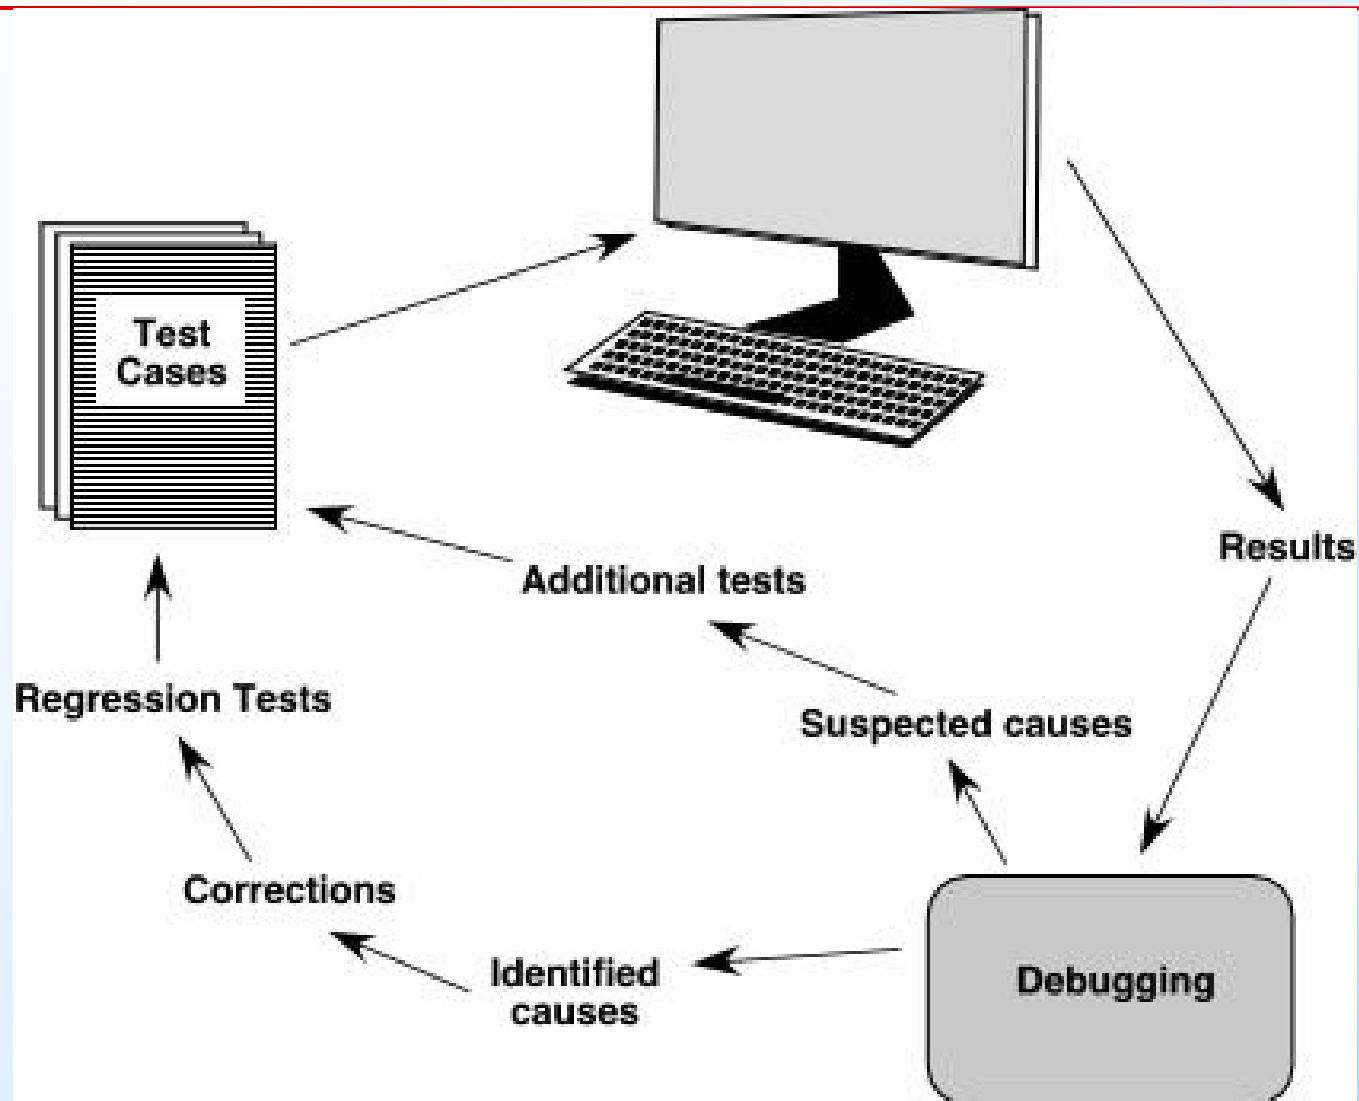 Test
Cases
Results
Additional tests
Regression Tests
Suspected causes
Corrections
Identified
causes
Debugging